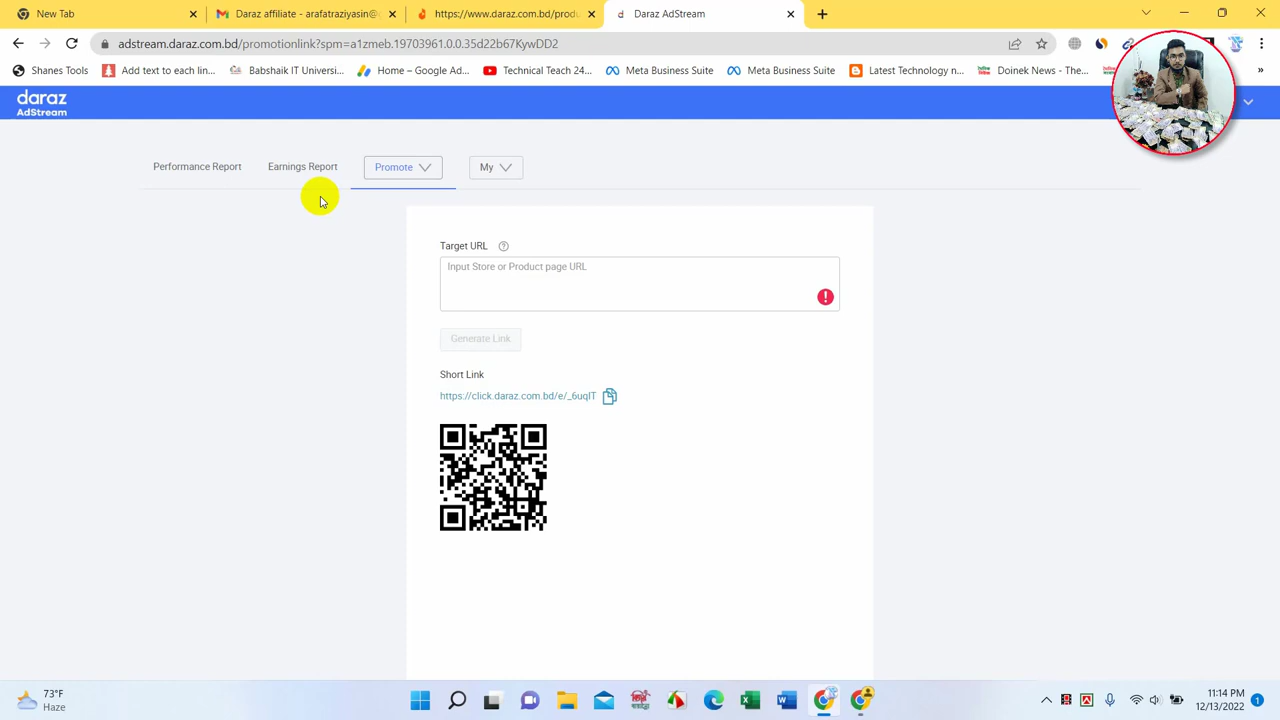 New Tab
Daraz affiliate - arafatraziyasin@g
https://www.daraz.com.bd/produ
Daraz AdStream
adstream.daraz.com.bd/promotionlink?spm=a1zweb.19703961.0.0.35d22b67KywDD2
Shanes Tools
Add text to each lin...
Babshaik IT Universi...
Home – Google Ad...
Technical Teach 24...
Meta Business Suite
Meta Business Suite
Latest Technology n...
Doinek News - The...
»
daraz
AdStream
Performance Report
Earnings Report
Promote
My
Target URL
Input Store or Product page URL
Generate Link
Short Link
https://click.daraz.com.bd/e/_6uqIT
73°F
Haze
11:14 PM
12/13/2022
1